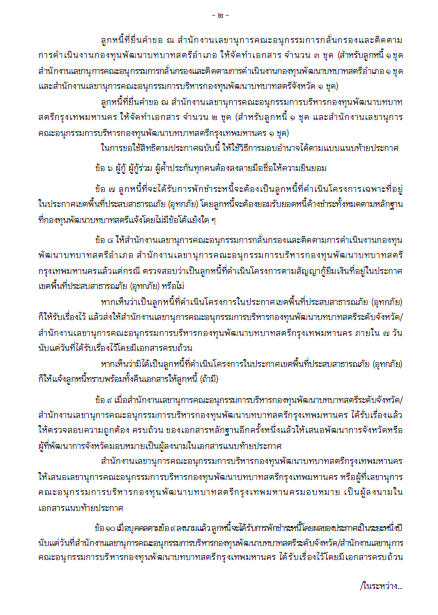 - ๒ -
ลูกหนี้ที่ยื่นคำขอ ณ สำนักงานเลขานุการคณะอนุกรรมการกลั่นกรองและติดตาม
การดำเนินงานกองทุนพัฒนาบทบาทสตรีอำเภอ ให้จัดทำเอกสาร จำนวน ๓ ชุด (สำหรับลูกหนี้ ๑ ชุด
สำนักงานเลขานุการคณะอนุกรรมการกลั่นกรองและติดตามการดำเนินงานกองทุนพัฒนาบทบาทสตรีอำเภอ ๑ ชุด
และสำนักงานเลขานุการคณะอนุกรรมการบริหารกองทุนพัฒนาบทบาทสตรีจังหวัด ๑ ชุด)
ลูกหนี้ที่ยื่นคำขอ ณ สำนักงานเลขานุการคณะอนุกรรมการบริหารกองทุนพัฒนาบทบาท
สตรีกรุงเทพมหานคร ให้จัดทำเอกสาร จำนวน ๒ ชุด (สำหรับลูกหนี้ ๑ ชุด และสำนักงานเลขานุการ
คณะอนุกรรมการบริหารกองทุนพัฒนาบทบาทสตรีกรุงเทพมหานคร ๑ ชุด)
ในการขอใช้สิทธิตามประกาศฉบับนี้ ให้ใช้วิธีการมอบอำนาจได้ตามแบบแนบท้ายประกาศ
ข้อ ๖ ผู้กู้ ผู้กู้ร่วม ผู้ค้ำประกันทุกคนต้องลงลายมือชื่อให้ความยินยอม
ข้อ ๗ ลูกหนี้ที่จะได้รับการพักชำระหนี้จะต้องเป็นลูกหนี้ที่ดำเนินโครงการเฉพาะที่อยู่
ในประกาศเขตพื้นที่ประสบสาธารณภัย (อุทกภัย) โดยลูกหนี้จะต้องยอมรับยอดหนี้ค้างชำระทั้งหมดตามหลักฐาน
ที่กองทุนพัฒนาบทบาทสตรีแจ้งโดยไม่มีข้อโต้แย้งใด ๆ
ข้อ ๘ ให้สำนักงานเลขานุการคณะอนุกรรมการกลั่นกรองและติดตามการดำเนินงานกองทุน
พัฒนาบทบาทสตรีอำเภอ สำนักงานเลขานุการคณะอนุกรรมการบริหารกองทุนพัฒนาบทบาทสตรี
กรุงเทพมหานครแล้วแต่กรณี ตรวจสอบว่าเป็นลูกหนี้ที่ดำเนินโครงการตามสัญญากู้ยืมเงินที่อยู่ในประกาศ
เขตพื้นที่ประสบสาธารณภัย (อุทกภัย) หรือไม่
หากเห็นว่าเป็นลูกหนี้ที่ดำเนินโครงการในประกาศเขตพื้นที่ประสบสาธารณภัย (อุทกภัย)
ก็ให้รับเรื่องไว้ แล้วส่งให้สำนักงานเลขานุการคณะอนุกรรมการบริหารกองทุนพัฒนาบทบาทสตรีระดับจังหวัด/
สำนักงานเลขานุการคณะอนุกรรมการบริหารกองทุนพัฒนาบทบาทสตรีกรุงเทพมหานคร ภายใน ๗ วัน
นับแต่วันที่ได้รับเรื่องไว้โดยมีเอกสารครบถ้วน
หากเห็นว่ามิได้เป็นลูกหนี้ที่ดำเนินโครงการในประกาศเขตพื้นที่ประสบสาธารณภัย (อุทกภัย)
ก็ให้แจ้งลูกหนี้ทราบพร้อมทั้งคืนเอกสารให้ลูกหนี้ (ถ้ามี)
ข้อ ๙ เมื่อสำนักงานเลขานุการคณะอนุกรรมการบริหารกองทุนพัฒนาบทบาทสตรีระดับจังหวัด/
สำนักงานเลขานุการคณะอนุกรรมการบริหารกองทุนพัฒนาบทบาทสตรีกรุงเทพมหานคร ได้รับเรื่องแล้ว
ให้ตรวจสอบความถูกต้อง ครบถ้วน ของเอกสารหลักฐานอีกครั้งหนึ่งแล้วให้เสนอพัฒนาการจังหวัดหรือ
ผู้ที่พัฒนาการจังหวัดมอบหมายเป็นผู้ลงนามในเอกสารแนบท้ายประกาศ
สำนักงานเลขานุการคณะอนุกรรมการบริหารกองทุนพัฒนาบทบาทสตรีกรุงเทพมหานคร
ให้เสนอเลขานุการคณะอนุกรรมการบริหารกองทุนพัฒนาบทบาทสตรีกรุงเทพมหานคร หรือผู้ที่เลขานุการ
คณะอนุกรรมการบริหารกองทุนพัฒนาบทบาทสตรีกรุงเทพมหานครมอบหมาย เป็นผู้ลงนามใน
เอกสารแนบท้ายประกาศ
ข้อ ๑๐ เมื่อบุคคลตามข้อ ๙ ลงนามแล้ว ลูกหนี้จะได้รับการพักชำระหนี้โดยผลของประกาศเป็นระยะหนึ่งปี
นับแต่วันที่สำนักงานเลขานุการคณะอนุกรรมการบริหารกองทุนพัฒนาบทบาทสตรีระดับจังหวัด/สำนักงานเลขานุการ
คณะอนุกรรมการบริหารกองทุนพัฒนาบทบาทสตรีกรุงเทพมหานคร ได้รับเรื่องไว้โดยมีเอกสารครบถ้วน
/ในระหว่าง...